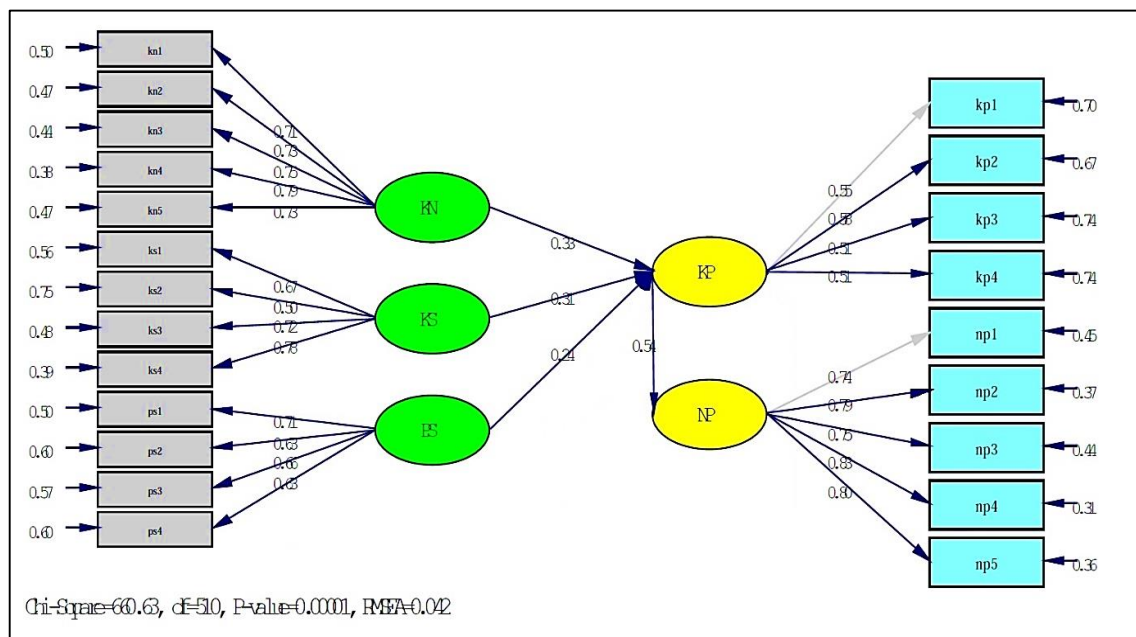 0.50 kn1
0.47 kn2
0.44 kn3
0.38 kn4
0.47 kn5
0.56 ks1
0.75 ks2
0.48 ks3
0.39 ks4
0.50 ps1
0.60 ps2
0.57 ps3
0.60 ps4
0.71
0.73
0.75
0.79
0.73
0.67
0.50
0.72
0.78
0.71
0.63
0.66
0.63
KN
KS
PS
0.33
0.31
0.24
KP
0.54
NP
0.55
0.58
0.51
0.51
0.74
0.79
0.75
0.83
0.80
kp1 0.70
kp2 0.67
kp3 0.74
kp4 0.74
np1 0.45
np2 0.37
np3 0.44
np4 0.31
np5 0.36
Chi-Square=660.63, df=510, P-value=0.00001, RMSEA=0.042